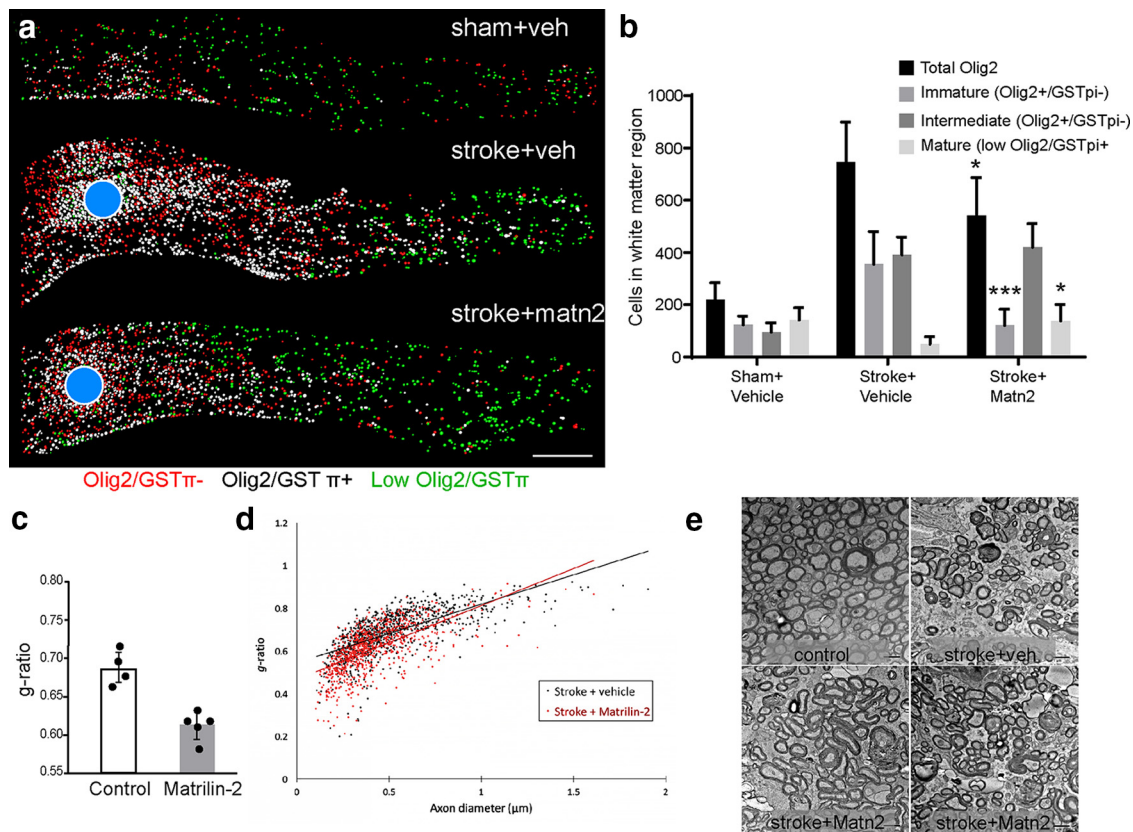 a
sham+veh
stroke+veh
stroke+matn2
Olig2/GSTπ- Olig2/GST π+ Low Olig2/GSTπ
b
Total Olig2
Immature (Olig2+/GSTpi-)
Intermediate (Olig2+/GSTpi-)
Mature (low Olig2/GSTpi+
Cells in white matter region
1000
800
600
400
200
0
*
***
*
Sham+
Vehicle
Stroke+
Vehicle
Stroke+
Matn2
c
g-ratio
0.80
0.70
0.65
0.60
0.55
Control Matrilin-2
d
g-ratio
1.2
1
0.8
0.6
0.4
0.2
0
0 0.5 1 1.5 2
Axon diameter (µm)
Stroke + vehicle
Stroke + Matrilin-2
e
control
stroke+veh
stroke+Matn2
stroke+Matn2